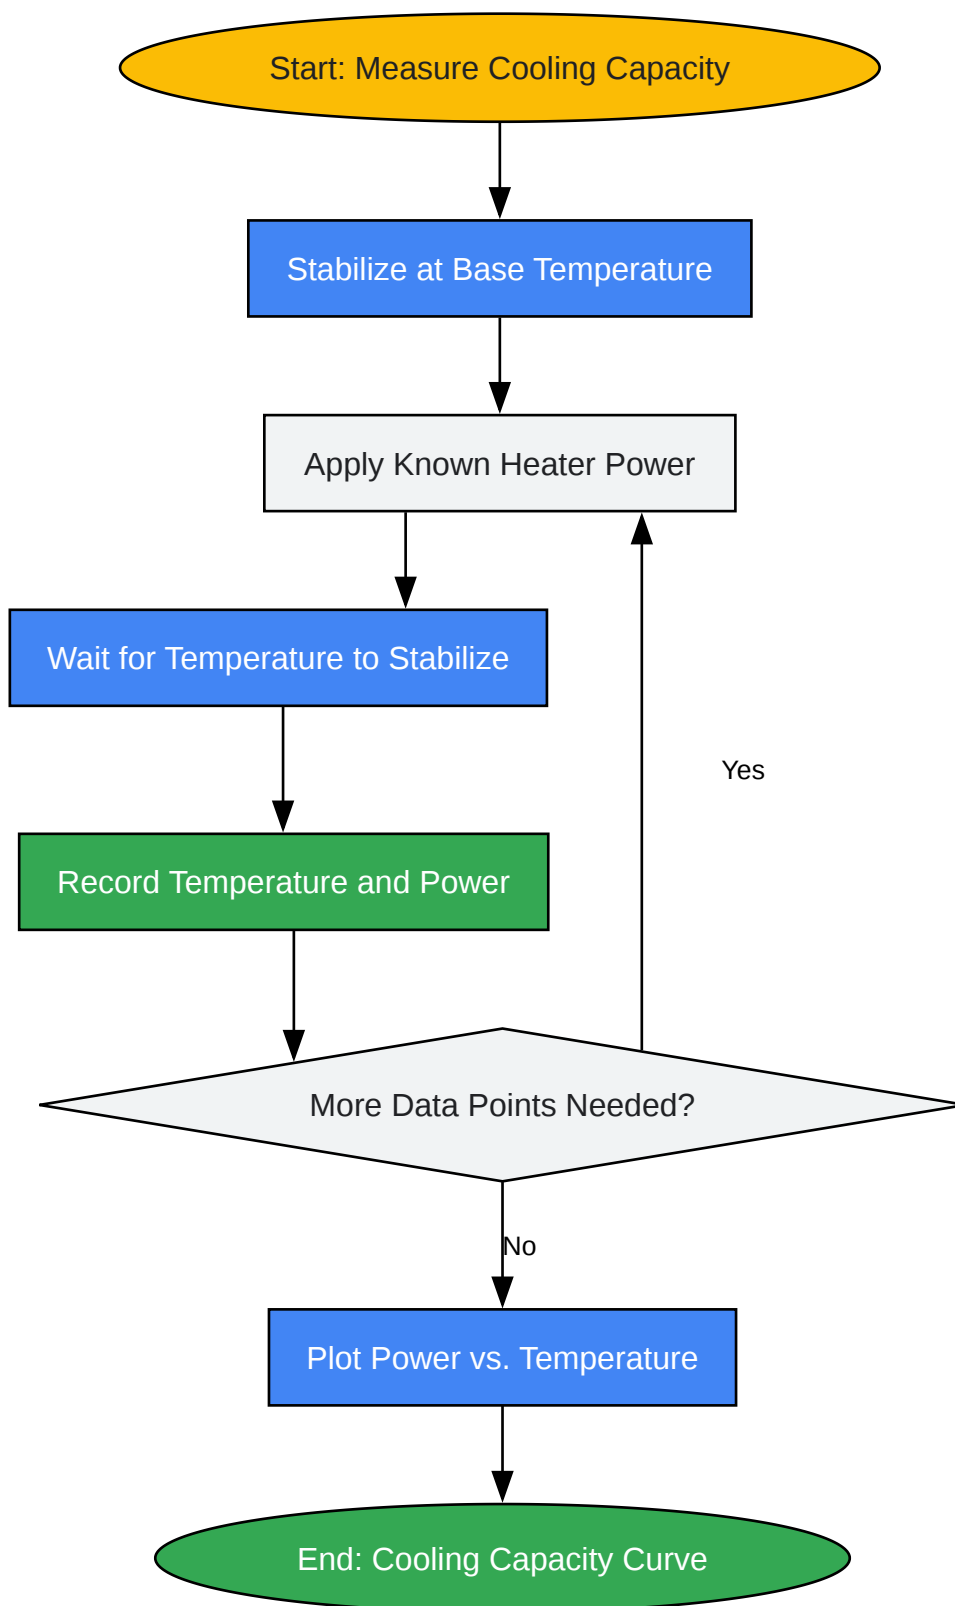 Start: Measure Cooling Capacity
Stabilize at Base Temperature
Apply Known Heater Power
Wait for Temperature to Stabilize
Yes
Record Temperature and Power
More Data Points Needed?
No
Plot Power vs. Temperature
End: Cooling Capacity Curve